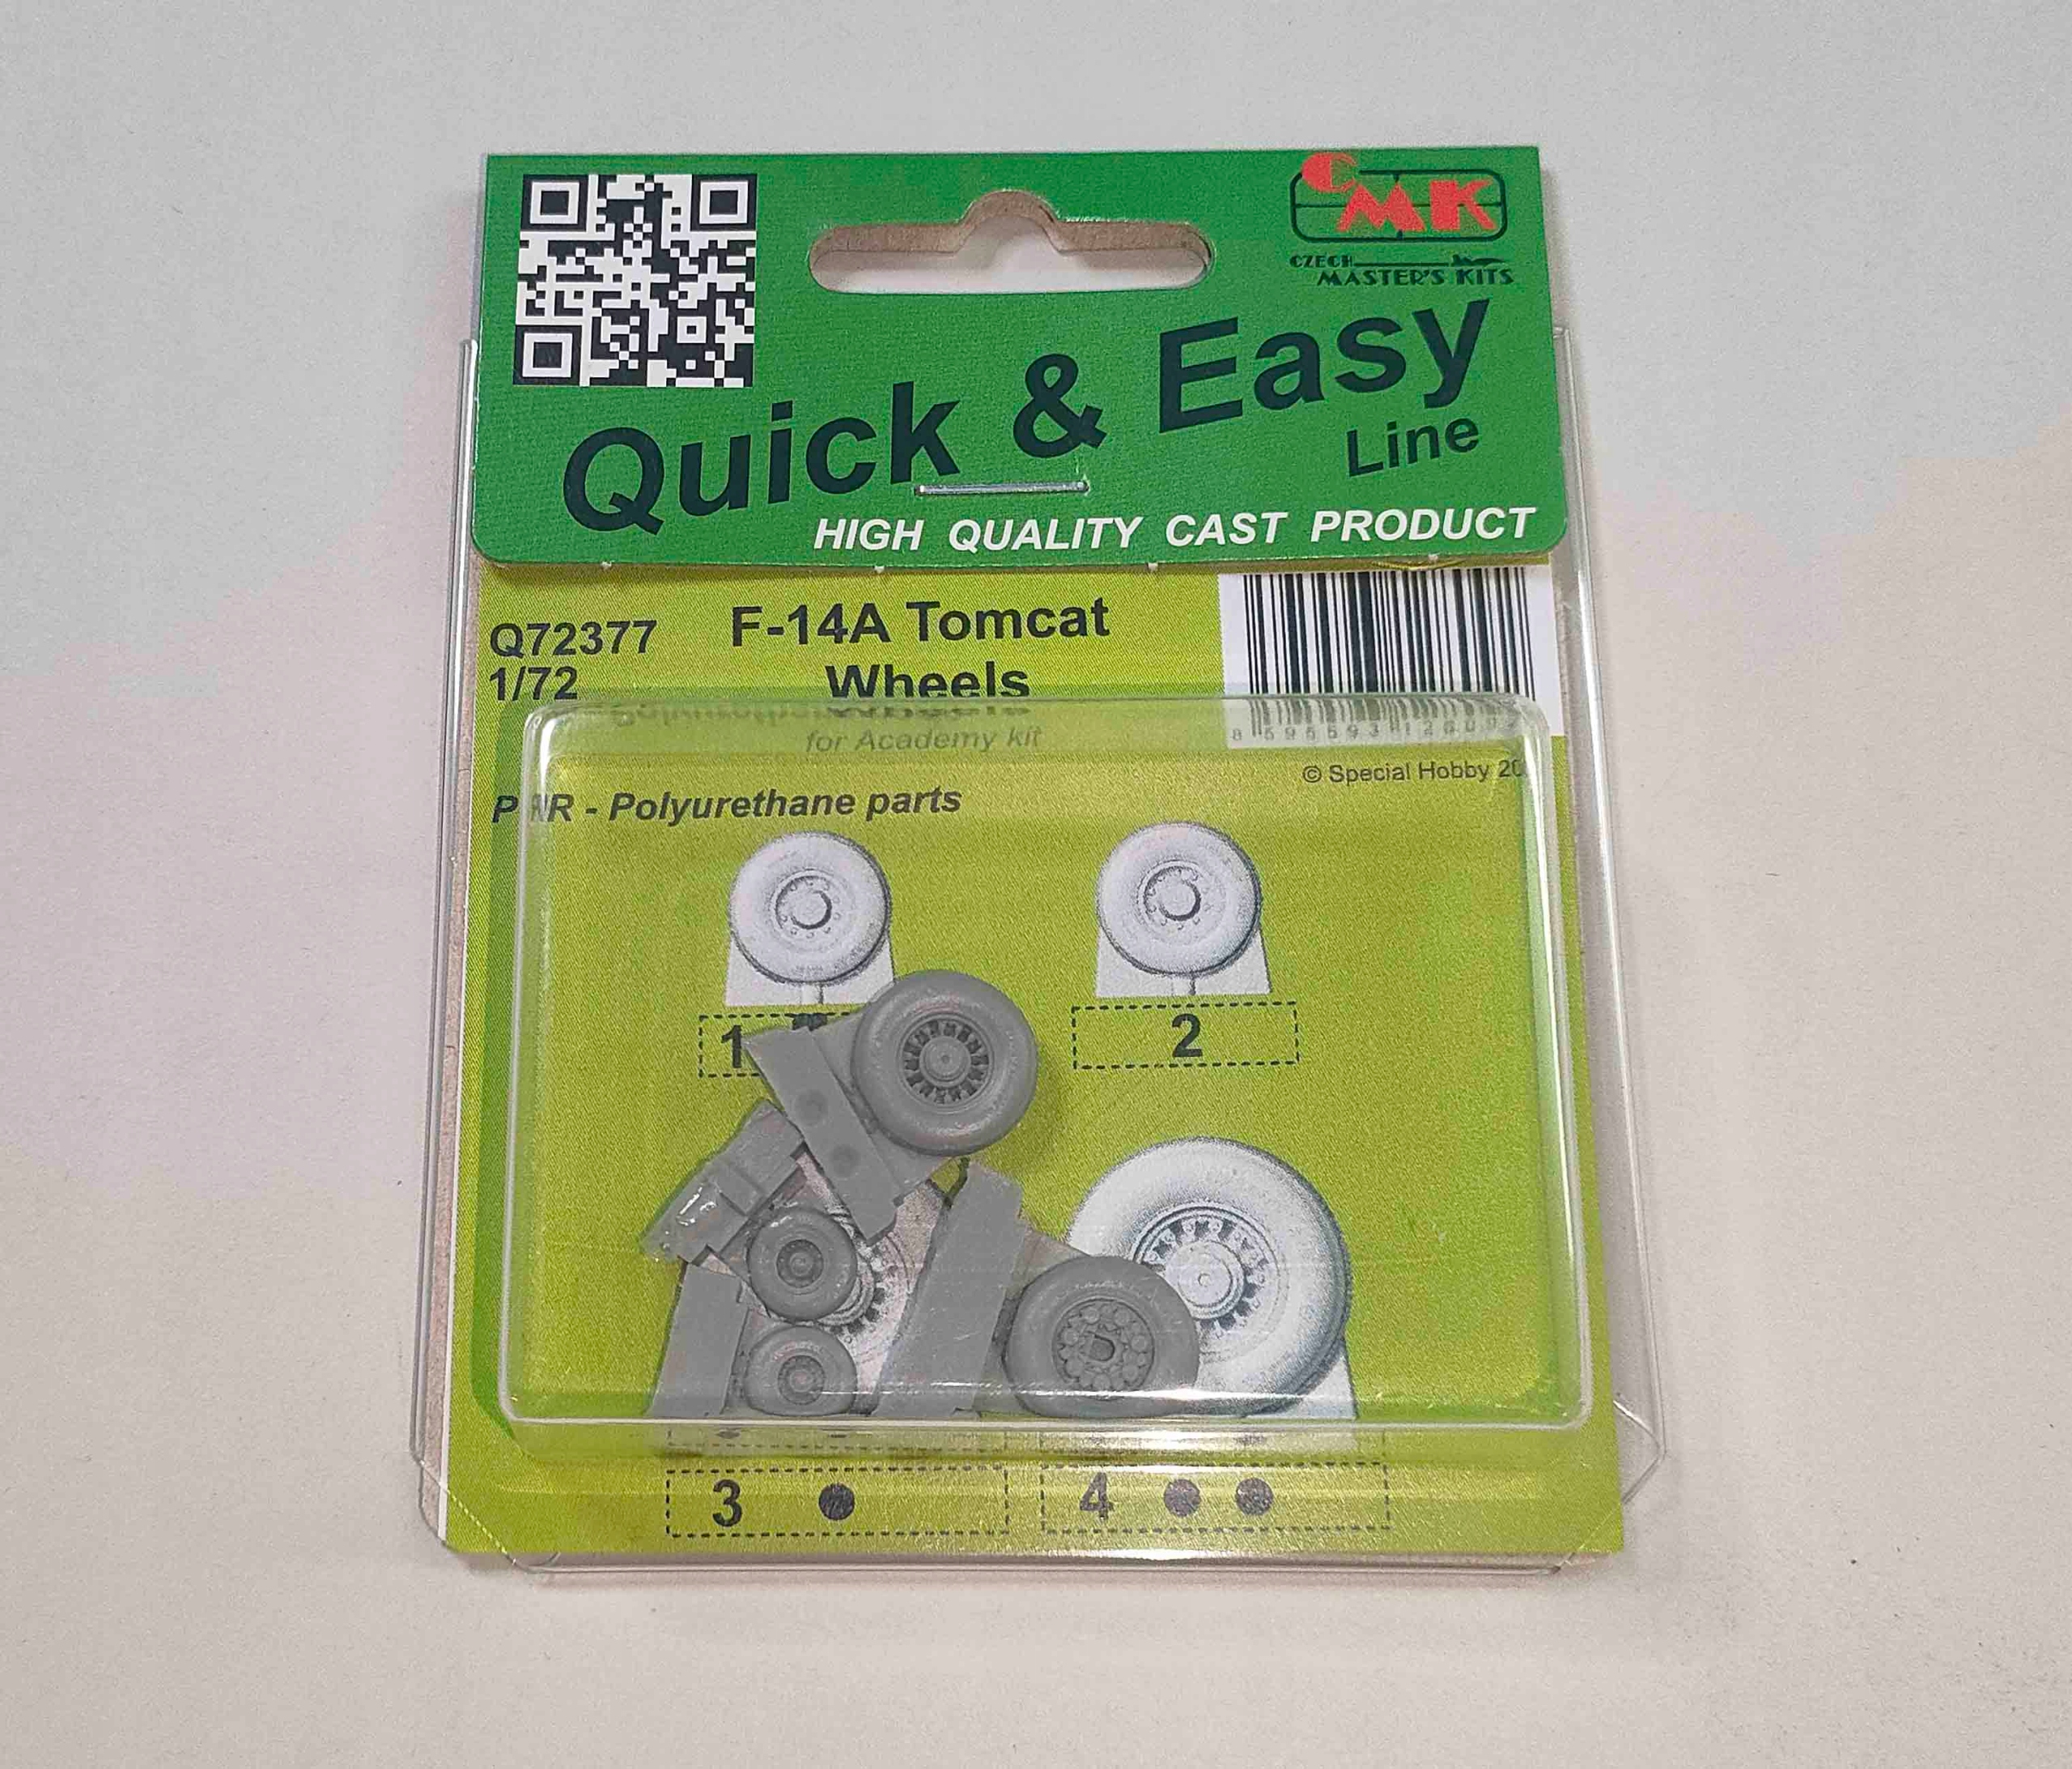 CMK
CZECH
MASTER'S KITS
Quick & Easy
Line
HIGH QUALITY CAST PRODUCT
Q72377
1/72
F-14A Tomcat
Wheels
for Academy kit
© Special Hobby
- Polyurethane parts
1
2
3
4